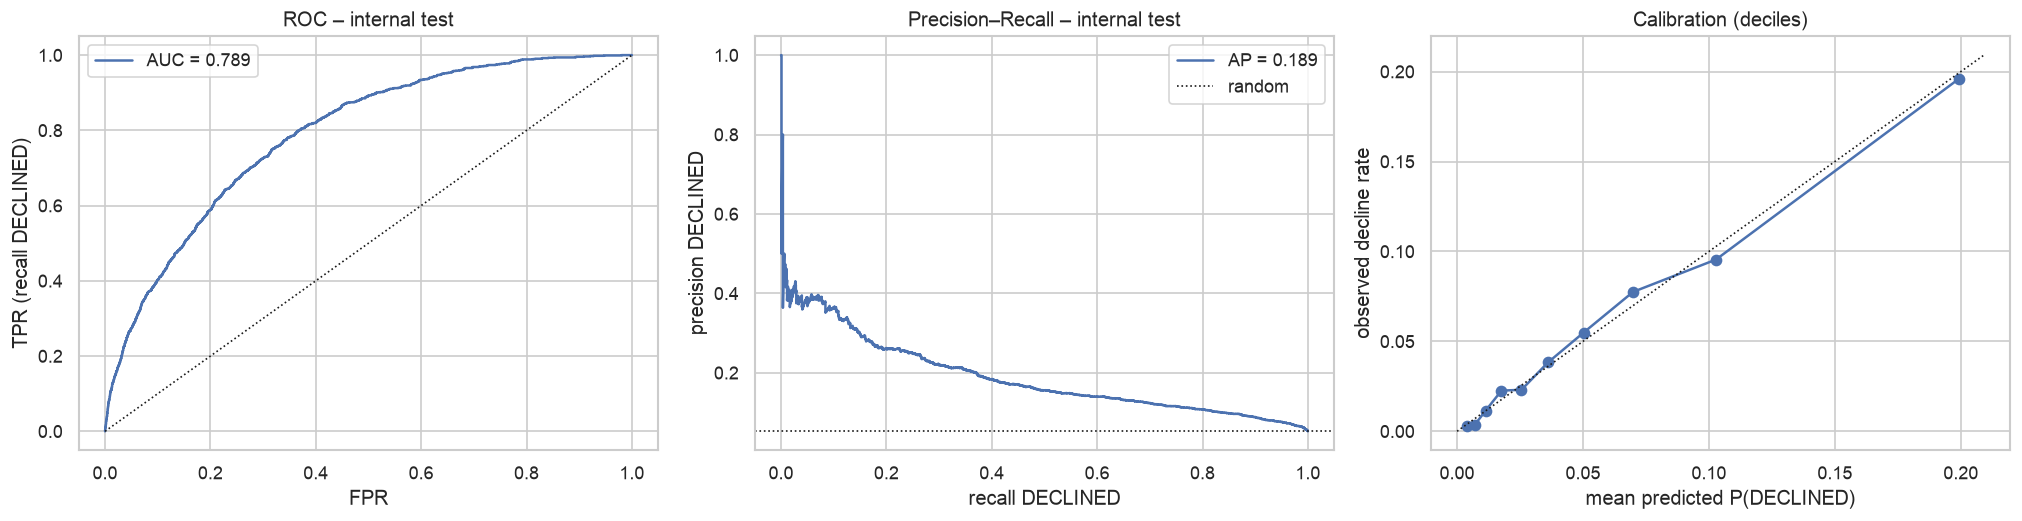 ROC – internal test
AUC = 0.789
TPR (recall DECLINED)
1.0
0.8
0.6
0.4
0.2
0.0
0.0 0.2 0.4 0.6 0.8 1.0
FPR
Precision–Recall – internal test
AP = 0.189
random
precision DECLINED
1.0
0.8
0.6
0.4
0.2
0.0 0.2 0.4 0.6 0.8 1.0
recall DECLINED
Calibration (deciles)
observed decline rate
0.20
0.15
0.10
0.05
0.00
0.00 0.05 0.10 0.15 0.20
mean predicted P(DECLINED)